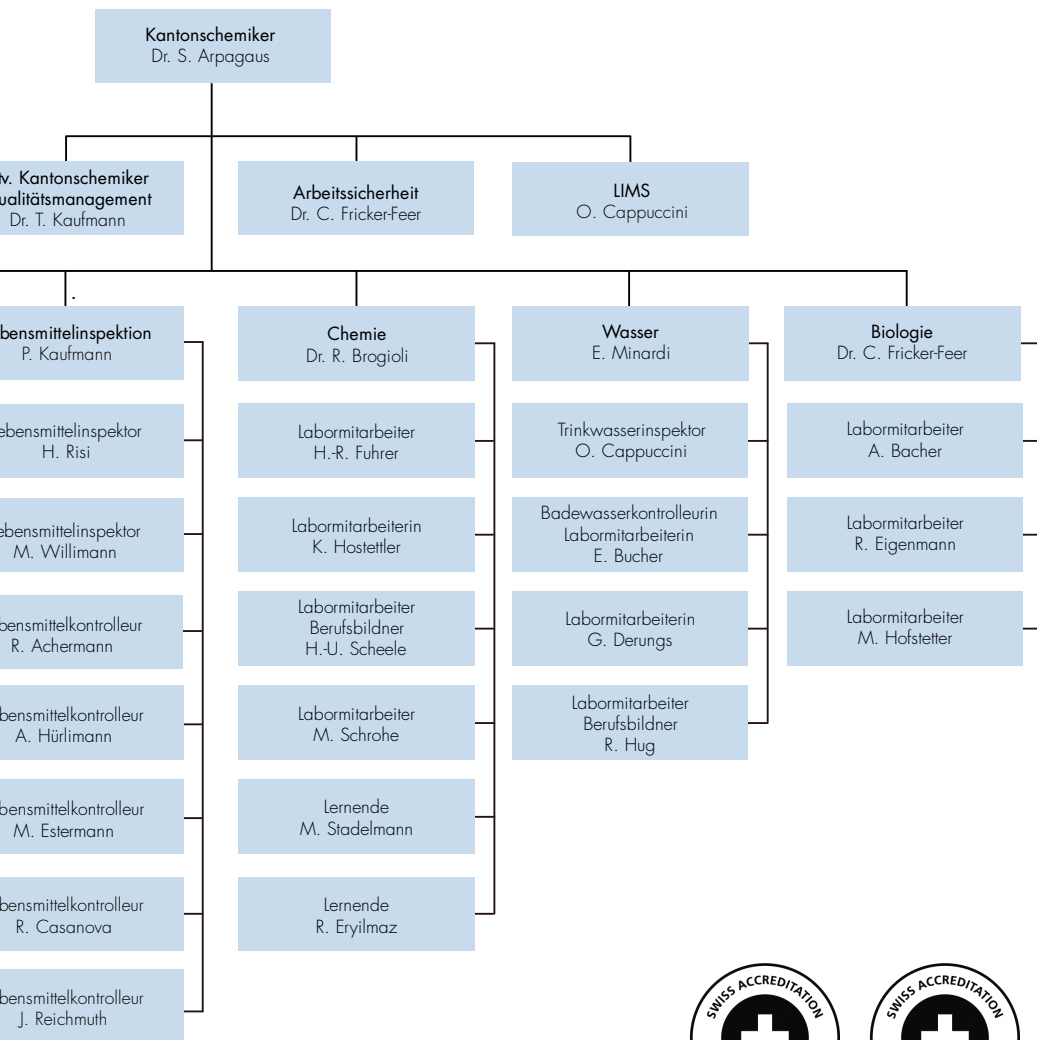 Kantonschemiker
Dr. S. Arpagaus
tv. Kantonschemiker
ualitätsmanagement
Dr. T. Kaufmann
Arbeitssicherheit
Dr. C. Fricker-Feer
LIMS
O. Cappuccini
bensmittelinspektion
P. Kaufmann
ebensmittelinspektor
H. Risi
ebensmittelinspektor
M. Willimann
bensmittelkontrolleur
R. Achermann
bensmittelkontrolleur
A. Hürlimann
bensmittelkontrolleur
M. Estermann
bensmittelkontrolleur
R. Casanova
bensmittelkontrolleur
J. Reichmuth
Chemie
Dr. R. Brogioli
Labormitarbeiter
H.-R. Fuhrer
Labormitarbeiterin
K. Hostettler
Labormitarbeiter
Berufsbildner
H.-U. Scheele
Labormitarbeiter
M. Schrohe
Lernende
M. Stadelmann
Lernende
R. Eryilmaz
Wasser
E. Minardi
Trinkwasserinspektor
O. Cappuccini
Badewasserkontrolleurin
Labormitarbeiterin
E. Bucher
Labormitarbeiterin
G. Derungs
Labormitarbeiter
Berufsbildner
R. Hug
Biologie
Dr. C. Fricker-Feer
Labormitarbeiter
A. Bacher
Labormitarbeiter
R. Eigenmann
Labormitarbeiter
M. Hofstetter
SWISS ACCREDITATION
SWISS ACCREDITATION